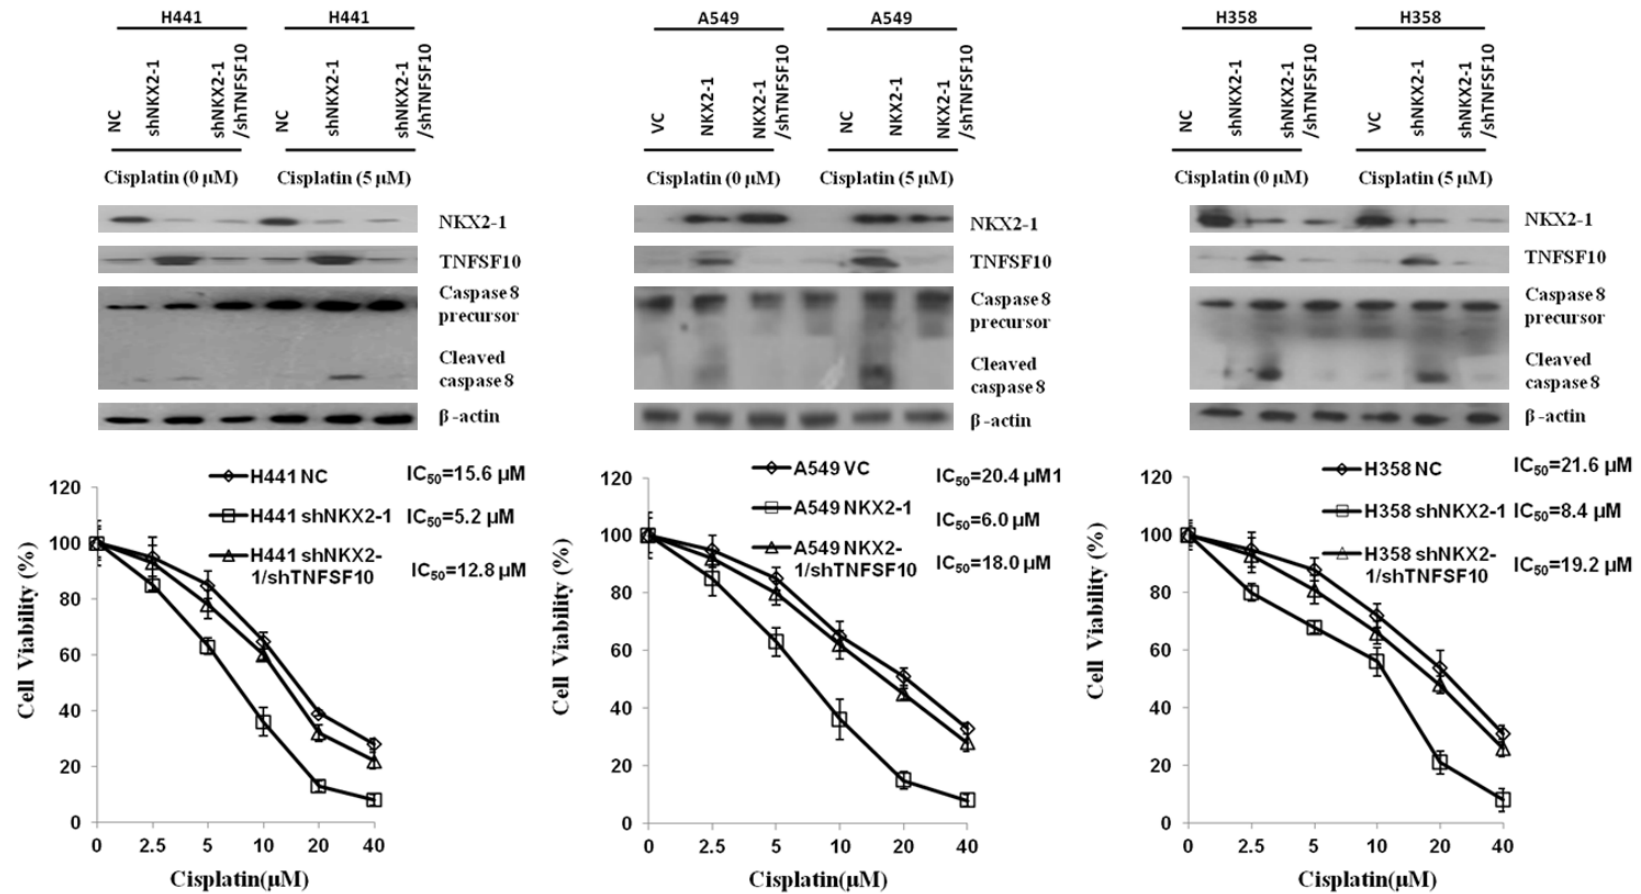 H441
H441
NC
shNKX2-1
shNKX2-1
/shTNFSF10
NC
shNKX2-1
shNKX2-1
/shTNFSF10
Cisplatin (0 µM)
Cisplatin (5 µM)
NKX2-1
TNFSF10
Caspase 8
precursor
Cleaved
caspase 8
β-actin
A549
A549
VC
NKX2-1
NKX2-1
/shTNFSF10
NC
NKX2-1
NKX2-1
/shTNFSF10
Cisplatin (0 µM)
Cisplatin (5 µM)
NKX2-1
TNFSF10
Caspase 8
precursor
Cleaved
caspase 8
β-actin
H358
H358
NC
shNKX2-1
shNKX2-1
/shTNFSF10
VC
shNKX2-1
shNKX2-1
/shTNFSF10
Cisplatin (0 µM)
Cisplatin (5 µM)
NKX2-1
TNFSF10
Caspase 8
precursor
Cleaved
caspase 8
β-actin
H441 NC IC50=15.6 µM
H441 shNKX2-1 IC50=5.2 µM
H441 shNKX2-
1/shTNFSF10 IC50=12.8 µM
Cell Viability (%)
120
100
80
60
40
20
0
0 2.5 5 10 20 40
Cisplatin(µM)
A549 VC IC50=20.4 µM1
A549 NKX2-1 IC50=6.0 µM
A549 NKX2-
1/shTNFSF10 IC50=18.0 µM
Cell Viability (%)
120
100
80
60
40
20
0
0 2.5 5 10 20 40
Cisplatin(µM)
H358 NC IC50=21.6 µM
H358 shNKX2-1 IC50=8.4 µM
H358 shNKX2-
1/shTNFSF10 IC50=19.2 µM
Cell Viability (%)
120
100
80
60
40
20
0
0 2.5 5 10 20 40
Cisplatin(µM)